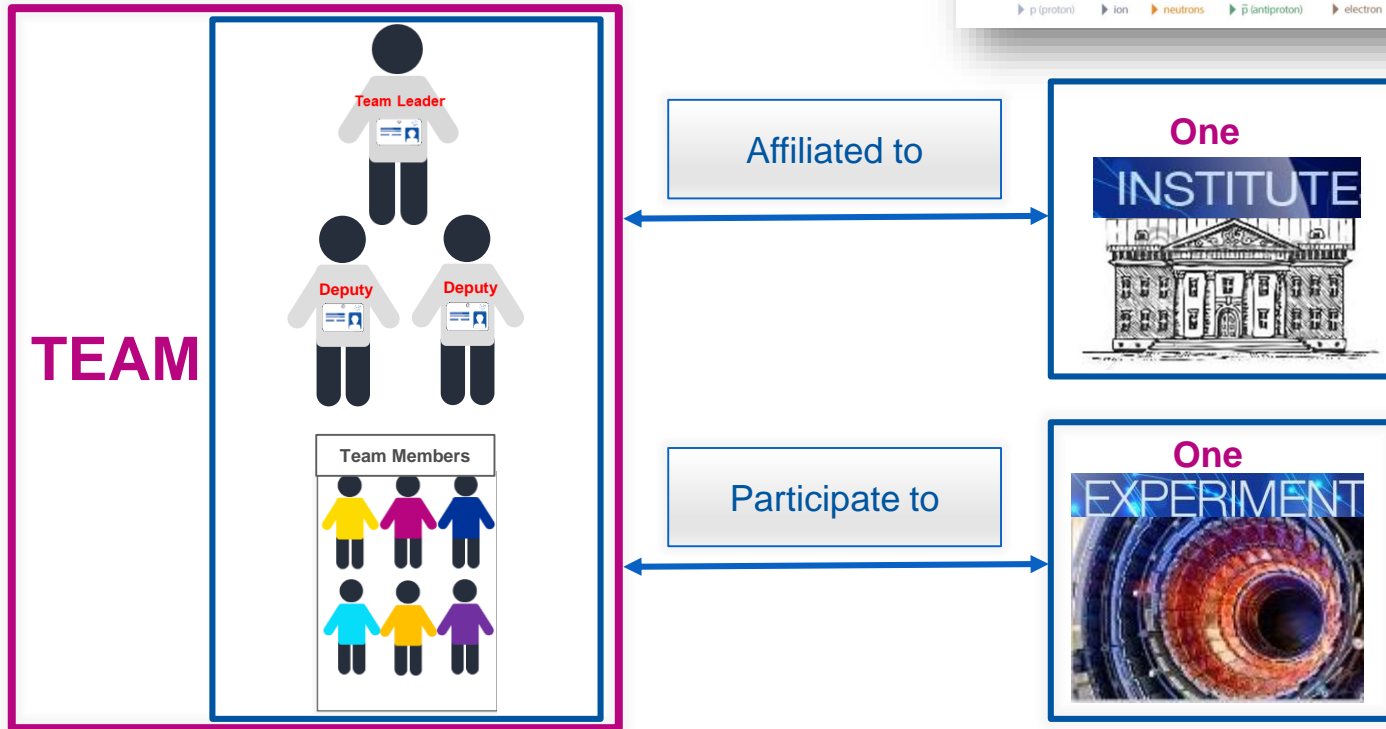 p (proton) ion neutrons p̅ (antiproton) electron
TEAM
Team Leader
Deputy
Deputy
Team Members
Affiliated to
One
INSTITUTE
Participate to
One
EXPERIMENT